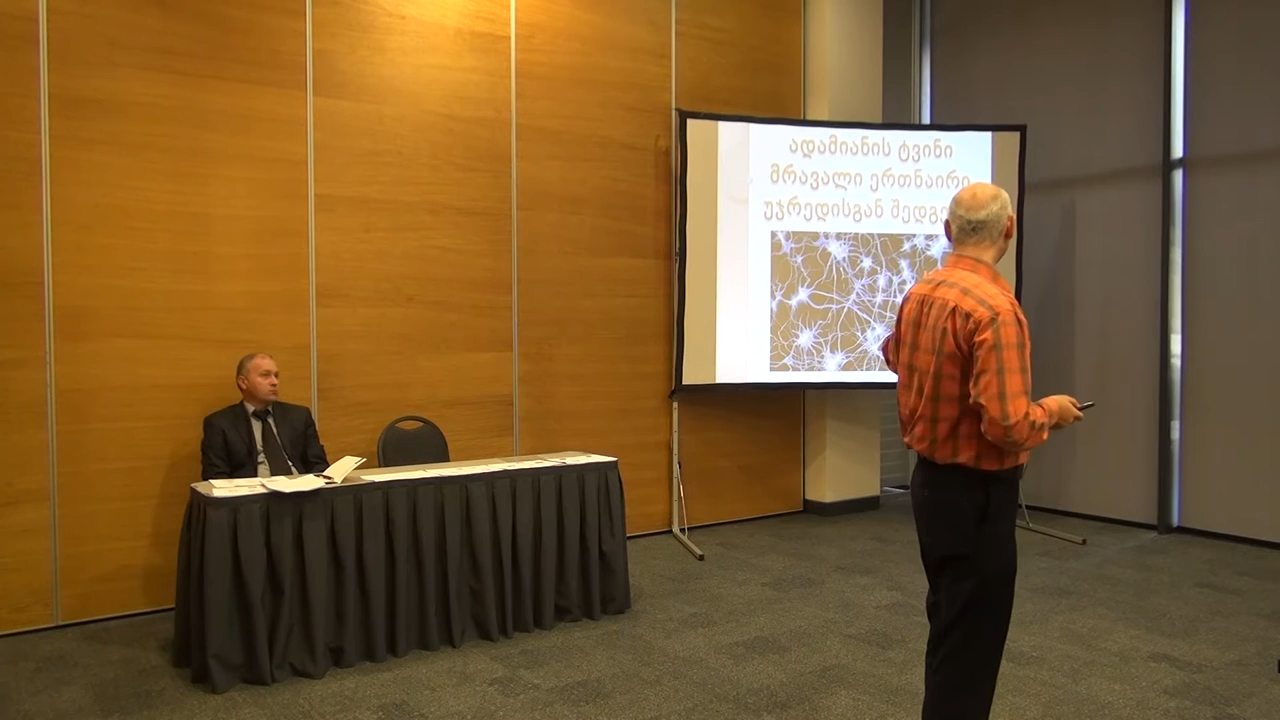 ადამიანის ტვინი
მრავალი ერთნაირი
უჯრედისგან